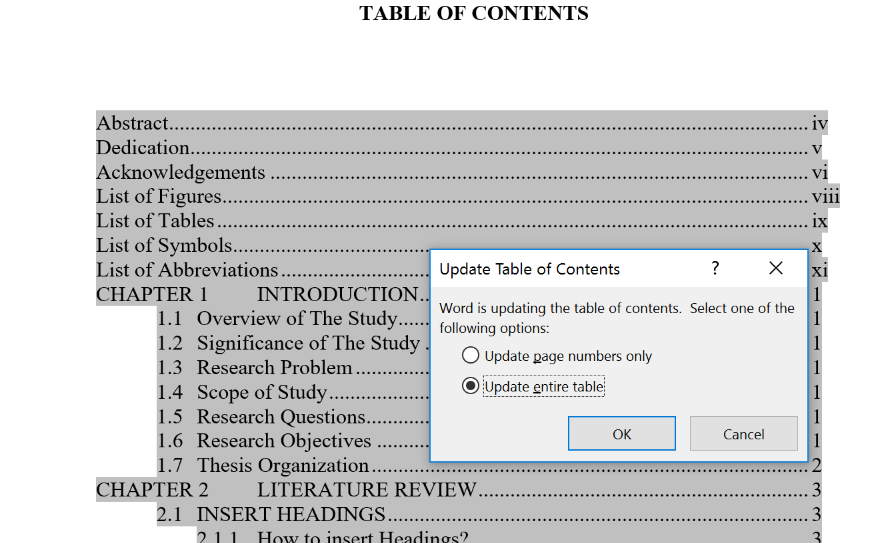 TABLE OF CONTENTS
Abstract.......... iv
Dedication.......... v
Acknowledgements .......... vi
List of Figures.......... viii
List of Tables .......... ix
List of Symbols.......... x
List of Abbreviations .......... xi
CHAPTER 1 INTRODUCTION.. 1
1.1 Overview of The Study...... 1
1.2 Significance of The Study . 1
1.3 Research Problem .......... 1
1.4 Scope of Study.......... 1
1.5 Research Questions.......... 1
1.6 Research Objectives .......... 1
1.7 Thesis Organization .......... 2
CHAPTER 2 LITERATURE REVIEW.......... 3
2.1 INSERT HEADINGS.......... 3
2.1.1 How to insert Headings? 3
Update Table of Contents ? ×
Word is updating the table of contents. Select one of the
following options:
Update page numbers only
Update entire table
OK Cancel